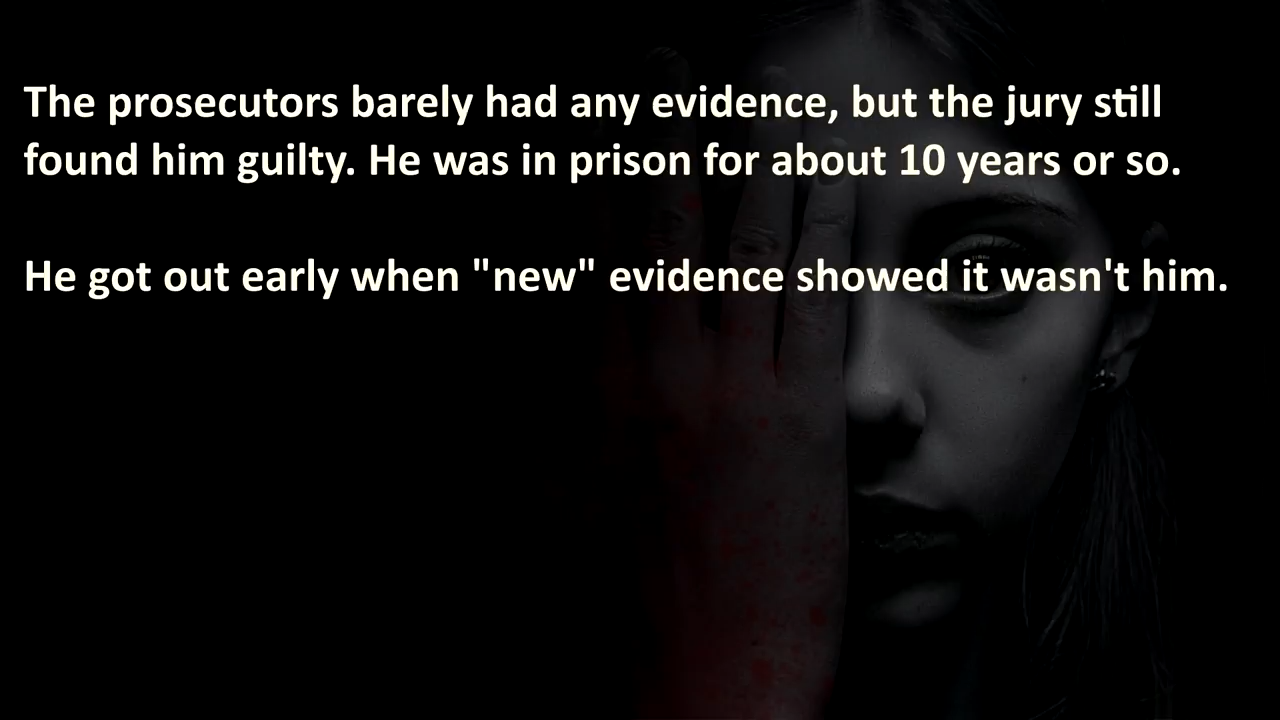 The prosecutors barely had any evidence, but the jury still
found him guilty. He was in prison for about 10 years or so.
He got out early when "new" evidence showed it wasn't him.